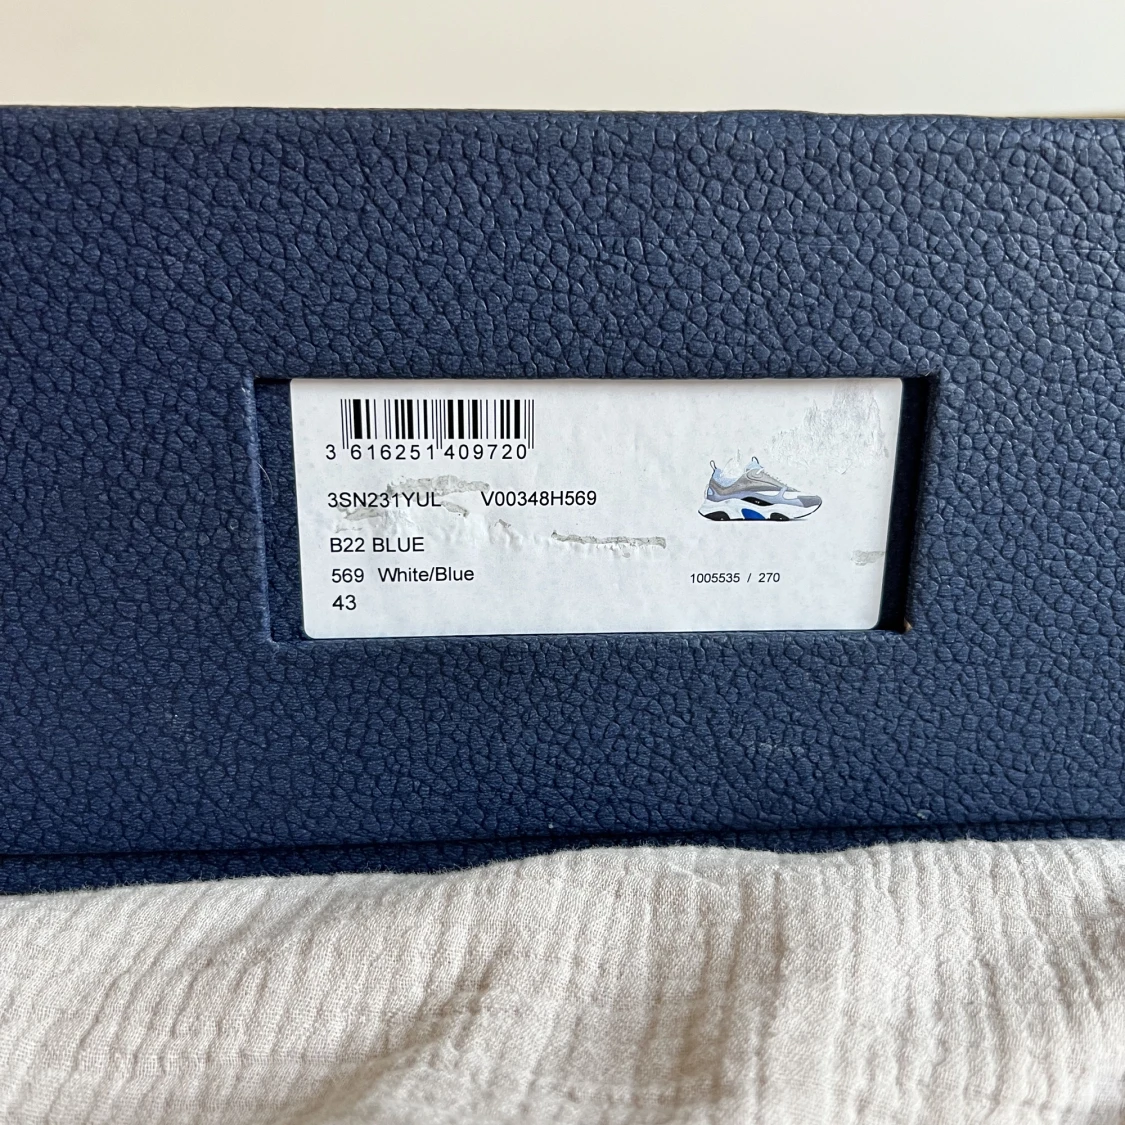 3 616251 409720
3SN231YUL V00348H569
B22 BLUE
569 White/Blue
43
1005535 / 270